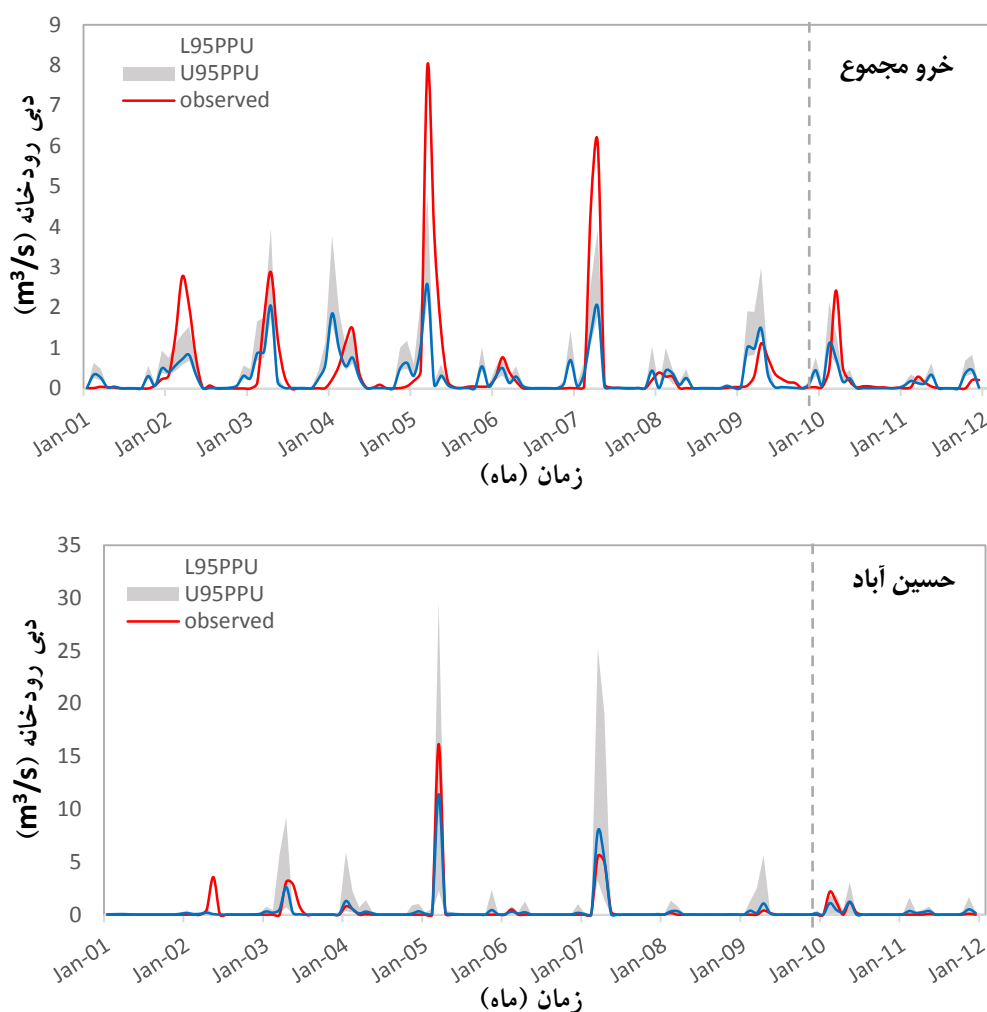 9
8
7
6
5
4
3
2
1
0
دبی رودخانه (m³/s)
L95PPU
U95PPU
observed
خرو مجموع
Jan-01
Jan-02
Jan-03
Jan-04
Jan-05
Jan-06
Jan-07
Jan-08
Jan-09
Jan-10
Jan-11
Jan-12
زمان (ماه)
35
30
25
20
15
10
5
0
دبی رودخانه (m³/s)
L95PPU
U95PPU
observed
حسین آباد
Jan-01
Jan-02
Jan-03
Jan-04
Jan-05
Jan-06
Jan-07
Jan-08
Jan-09
Jan-10
Jan-11
Jan-12
زمان (ماه)